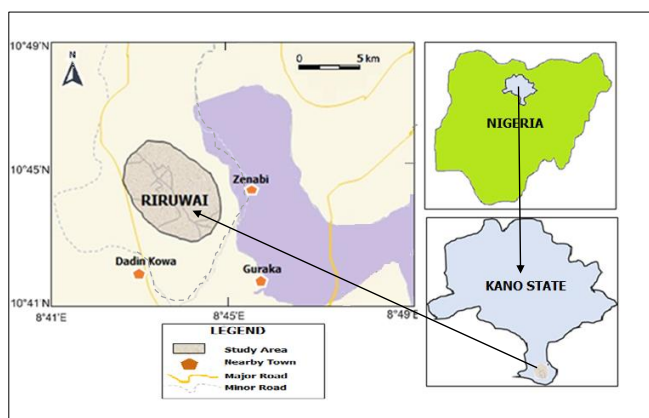 10°49'N
N
0 5 km
10°45'N
Zenabi
RIRUWAI
Dadin Kowa
Guraka
10°41'N
8°41'E
8°45'E
8°49'E
LEGEND
Study Area
Nearby Town
Major Road
Minor Road
NIGERIA
KANO STATE